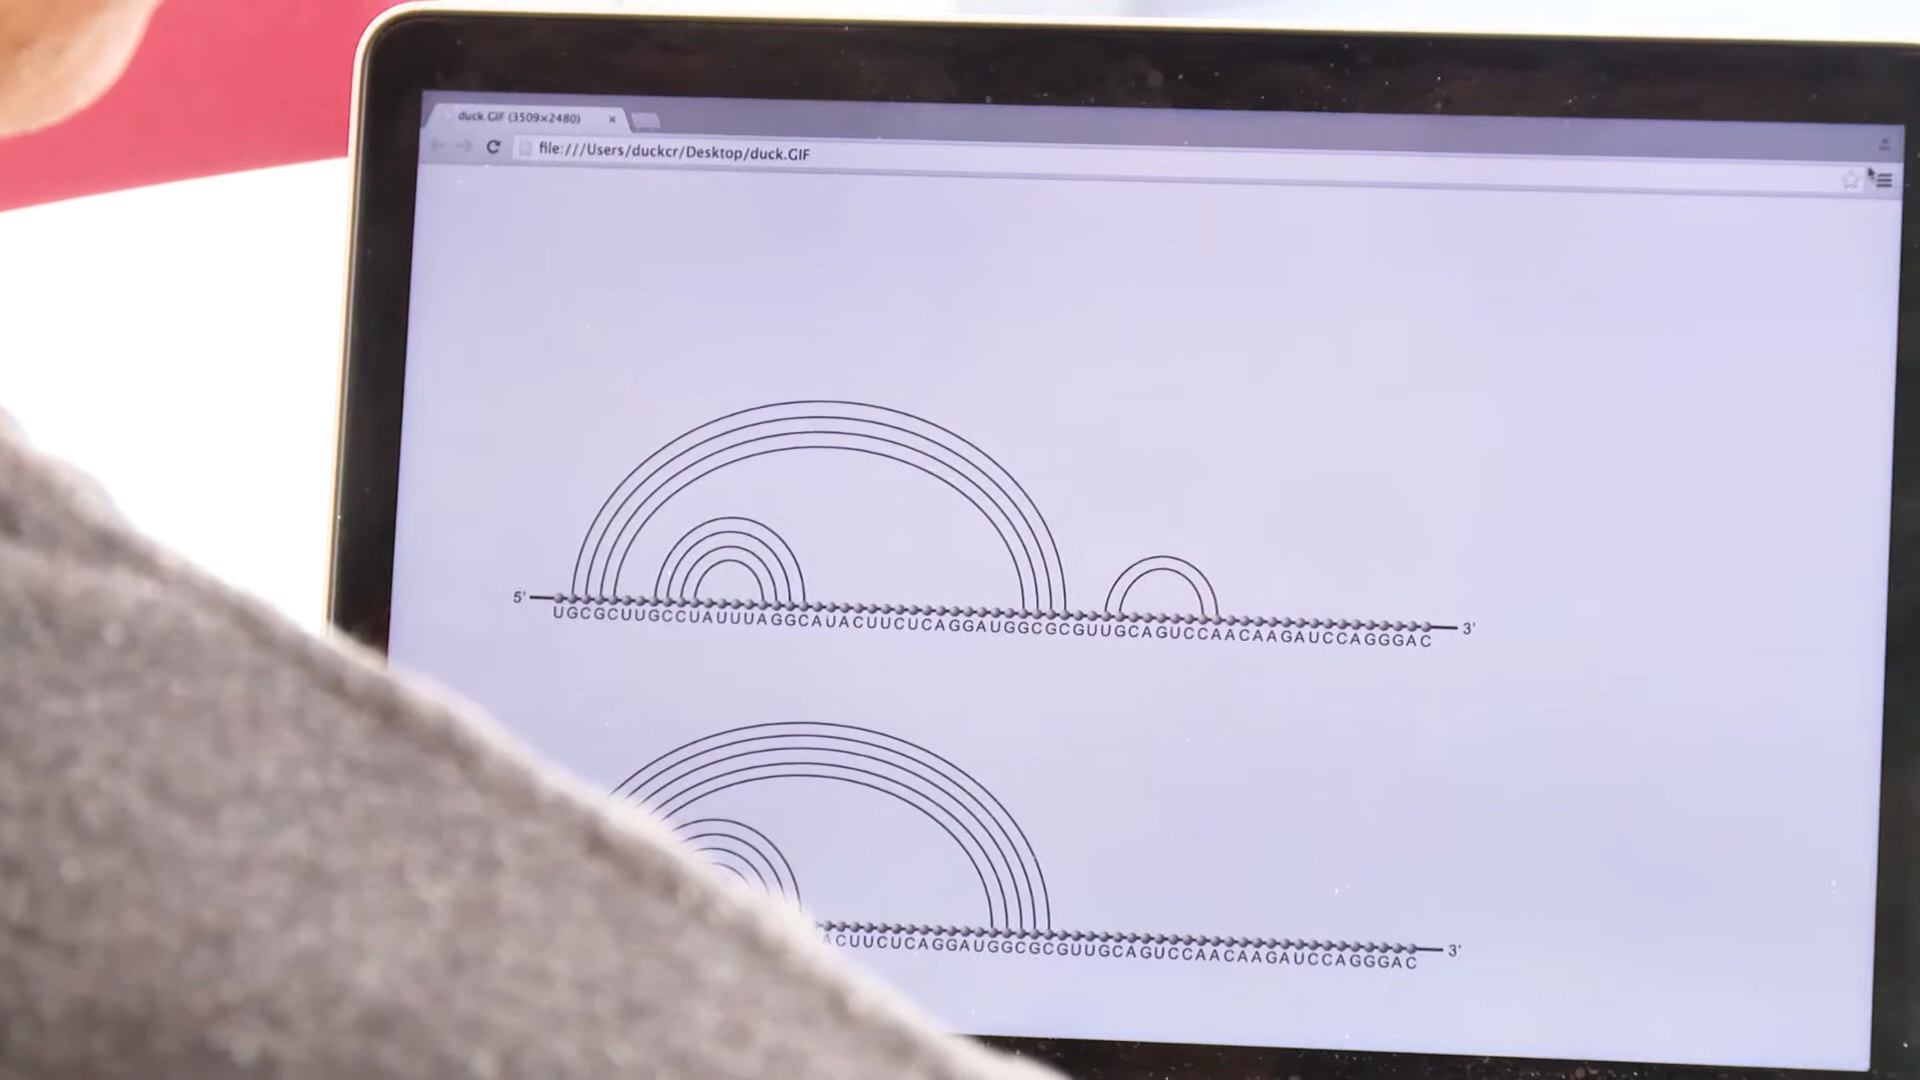 duck.GIF (3509×2480)
file:///Users/duckcr/Desktop/duck.GIF
5' UGCGCUUGCCUAUUUAGGCAUACUUCUCAGGAUGGCGCGUUGCAGUCCAACAAGAUCCAGGGAC 3'
ACUUCUCAGGAUGGCGCGUUGCAGUCCAACAAGAUCCAGGGAC 3'